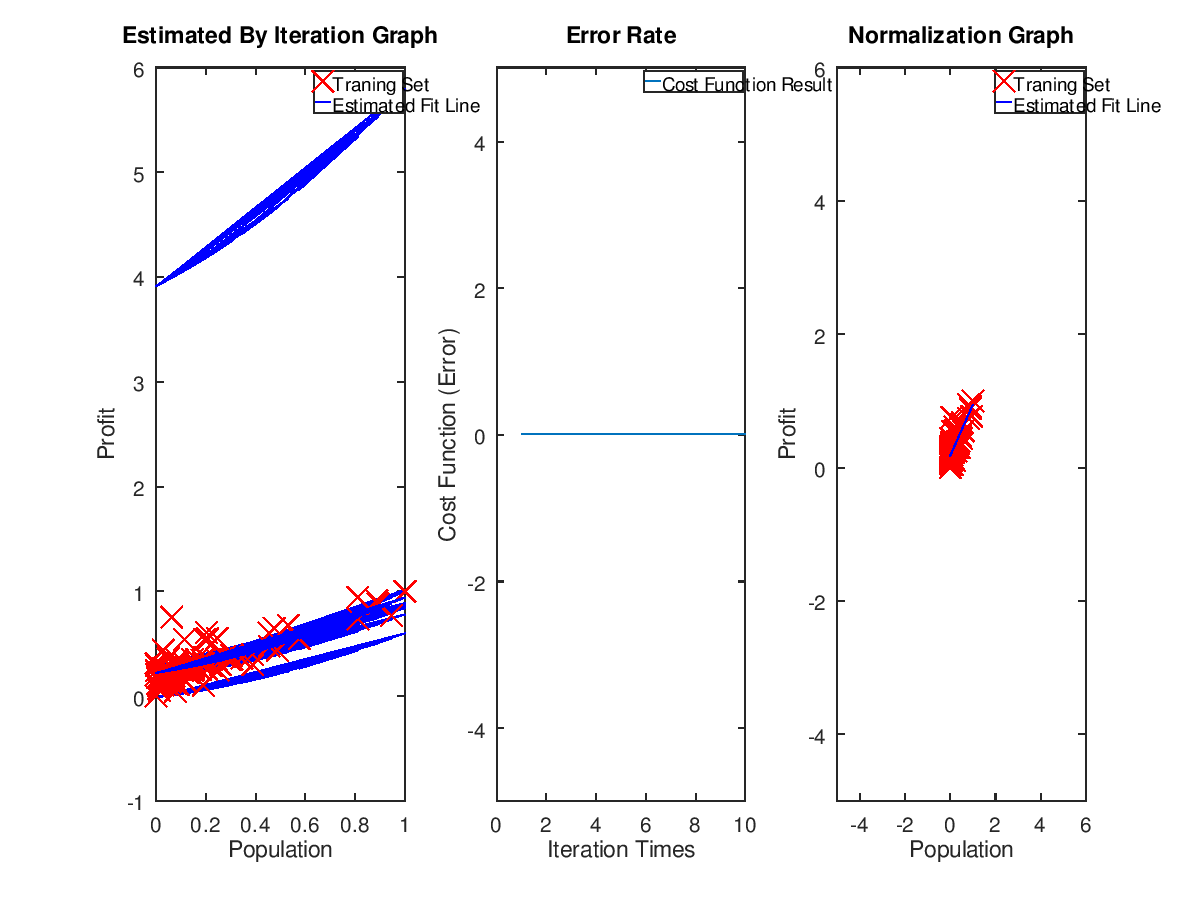 Estimated By Iteration Graph
Error Rate
Normalization Graph
6
5
4
3
2
1
0
-1
Profit
Traning Set
Estimated Fit Line
0
0.2
0.4
0.6
0.8
1
Population
4
2
0
-2
-4
Cost Function (Error)
Cost Function Result
0
2
4
6
8
10
Iteration Times
6
4
2
0
-2
-4
Profit
Traning Set
Estimated Fit Line
-4
-2
0
2
4
6
Population